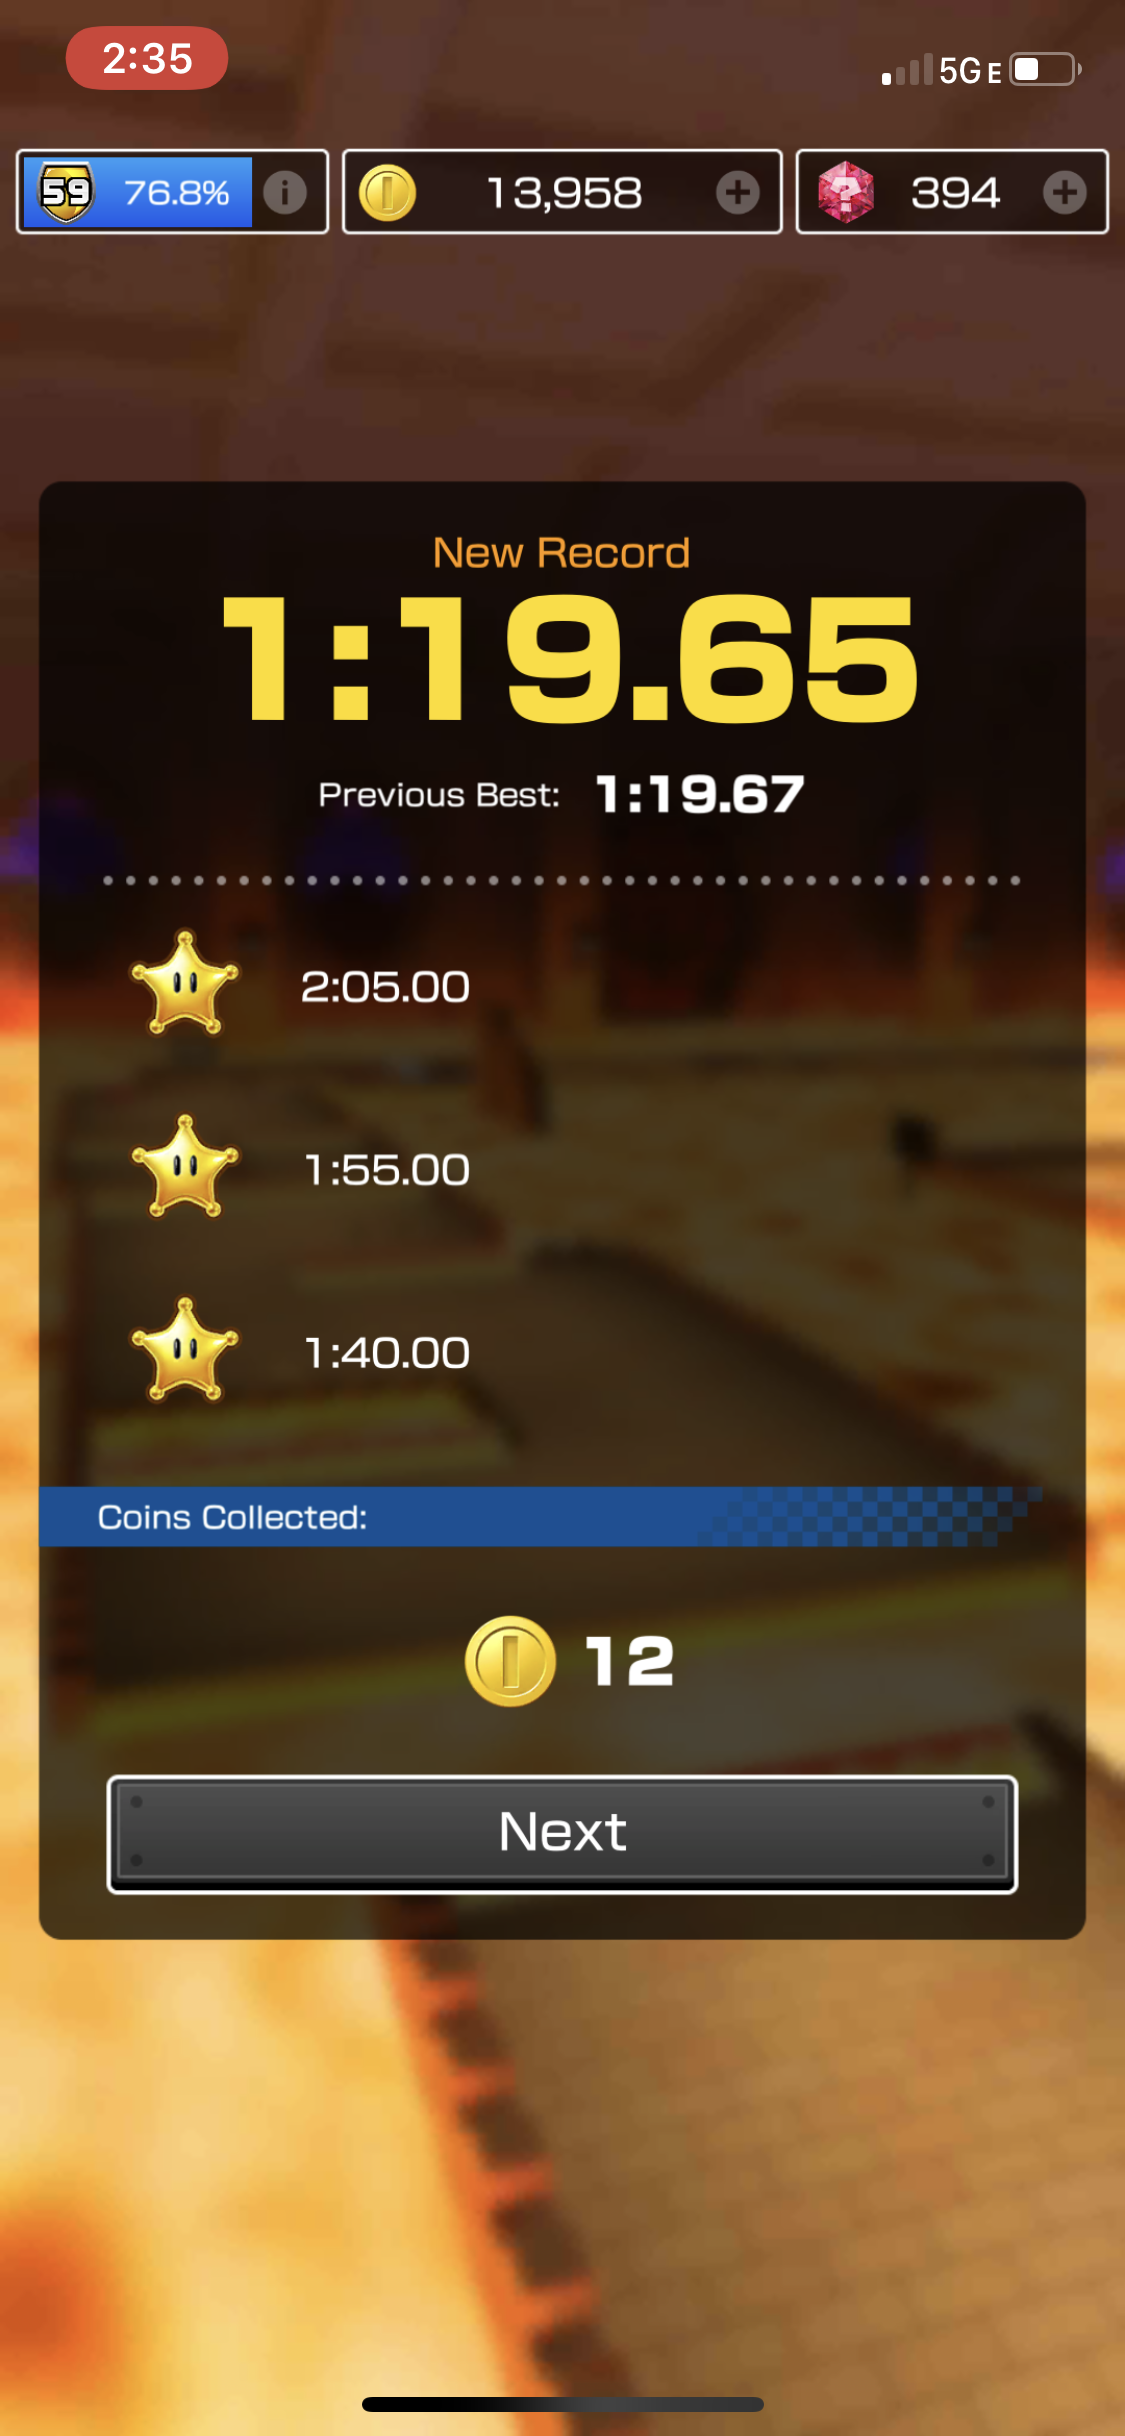 2:35
5GE
59 76.8% i 13,958 + ? 394 +
New Record
1:19.65
Previous Best: 1:19.67
2:05.00
1:55.00
1:40.00
Coins Collected:
12
Next